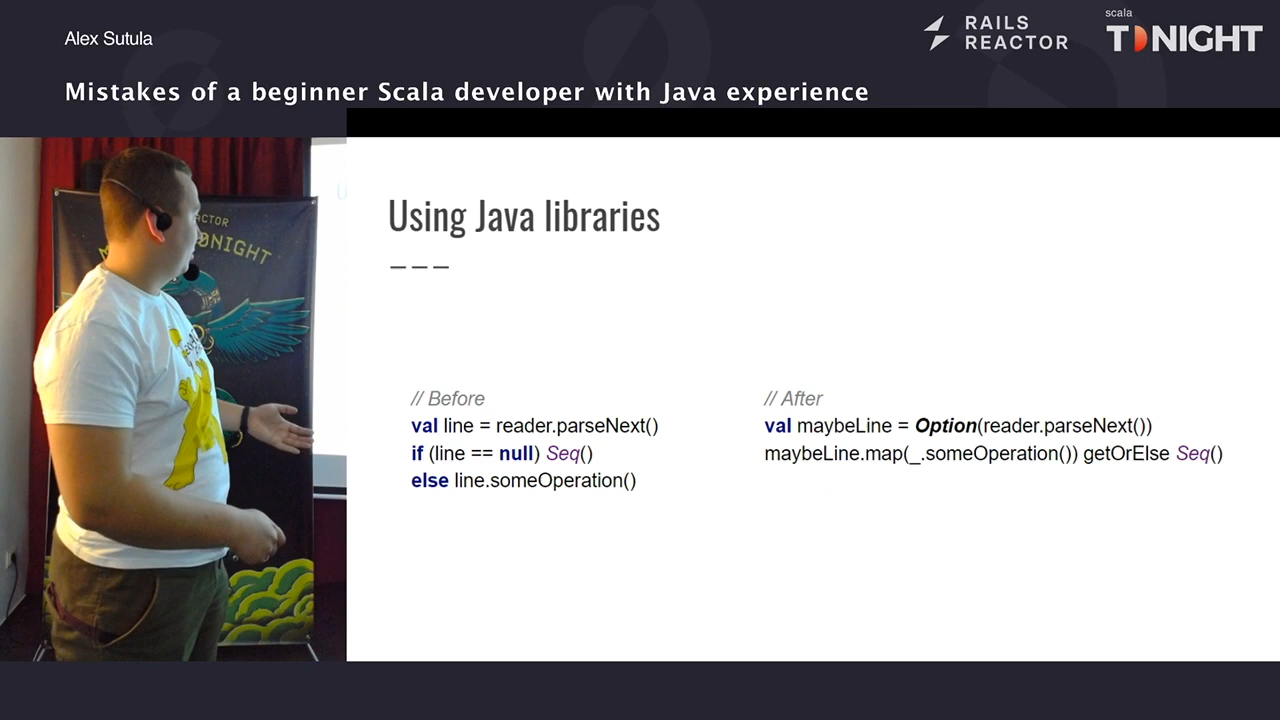 Alex Sutula
Mistakes of a beginner Scala developer with Java experience
RAILS
REACTOR
scala
TONIGHT
ACTOR
ONIGHT
Using Java libraries
// Before
val line = reader.parseNext()
if (line == null) Seq()
else line.someOperation()
// After
val maybeLine = Option(reader.parseNext())
maybeLine.map(_.someOperation()) getOrElse Seq()